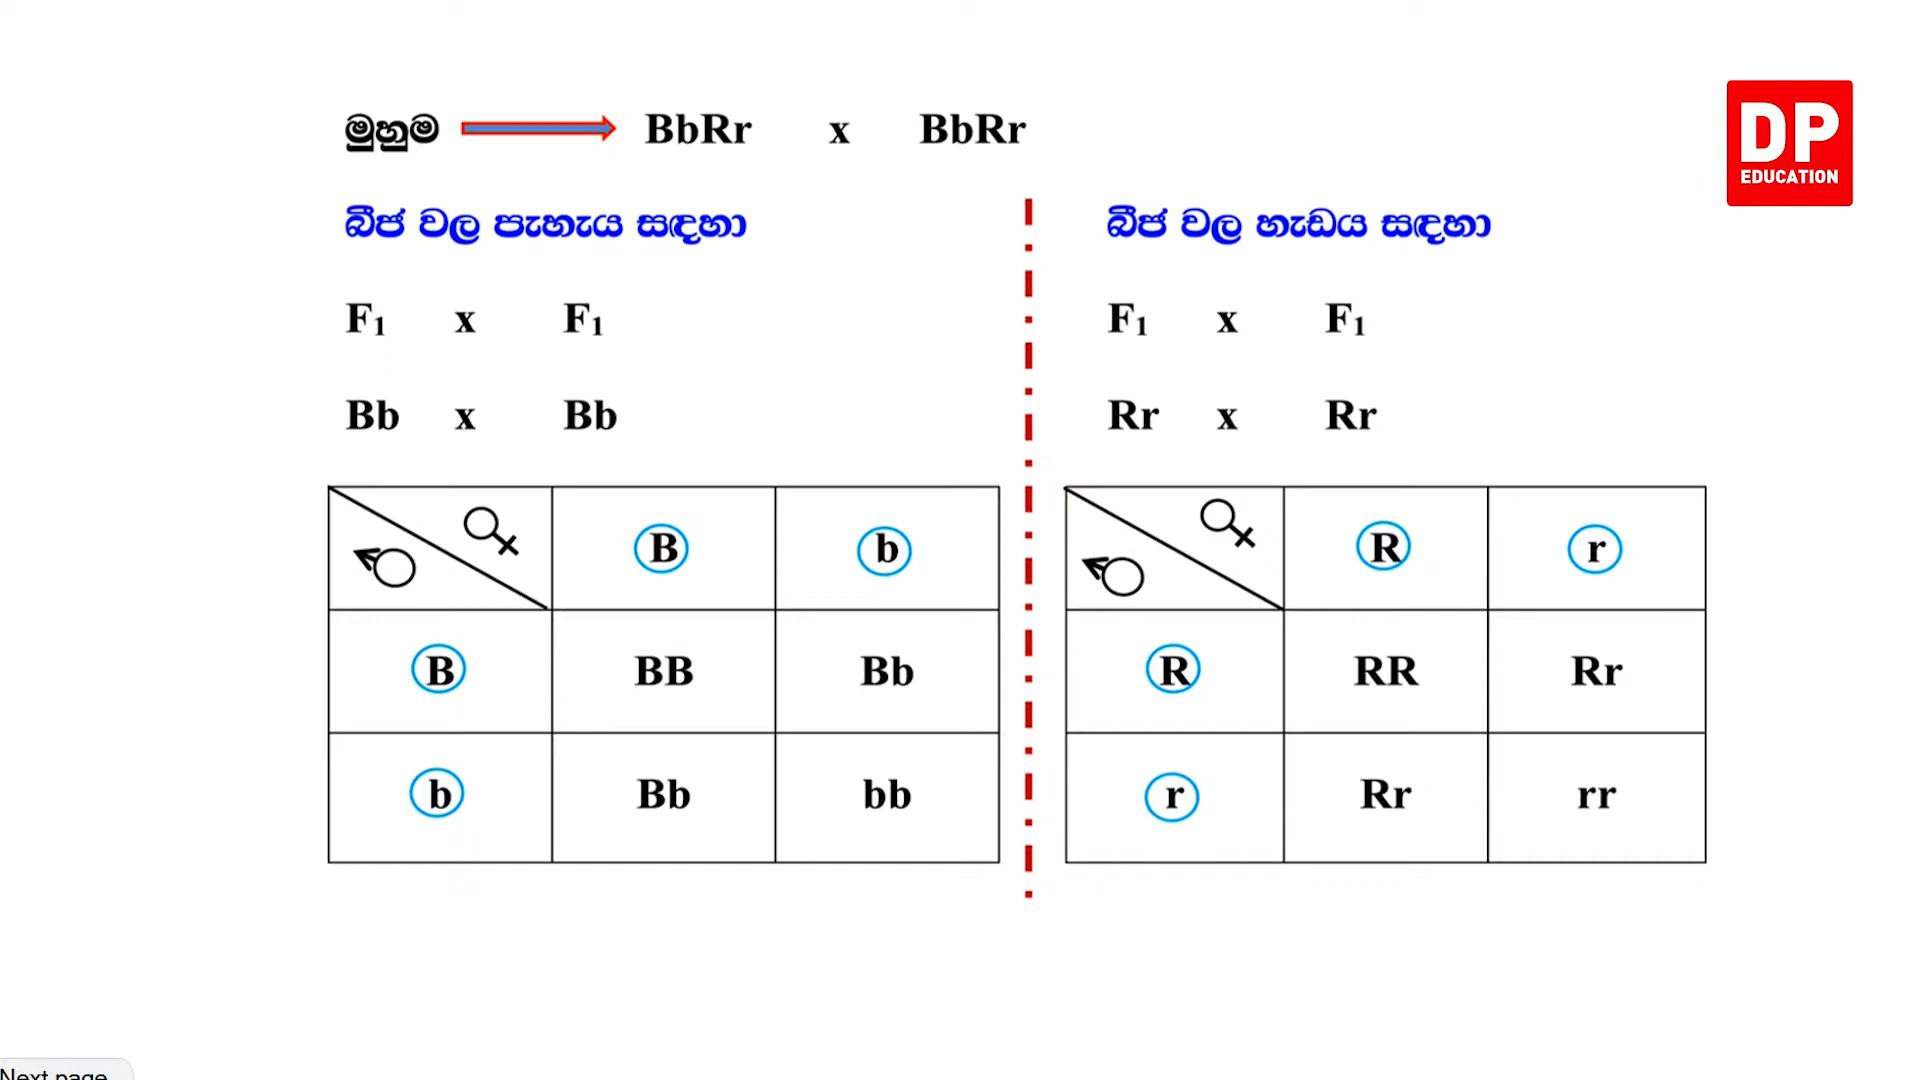 මුහුම BbRr x BbRr
DP
EDUCATION
බීජ වල පැහැය සඳහා
F₁ x F₁
Bb x Bb
B b
B BB Bb
b Bb bb
බීජ වල හැඩය සඳහා
F₁ x F₁
Rr x Rr
R r
R RR Rr
r Rr rr
Next page